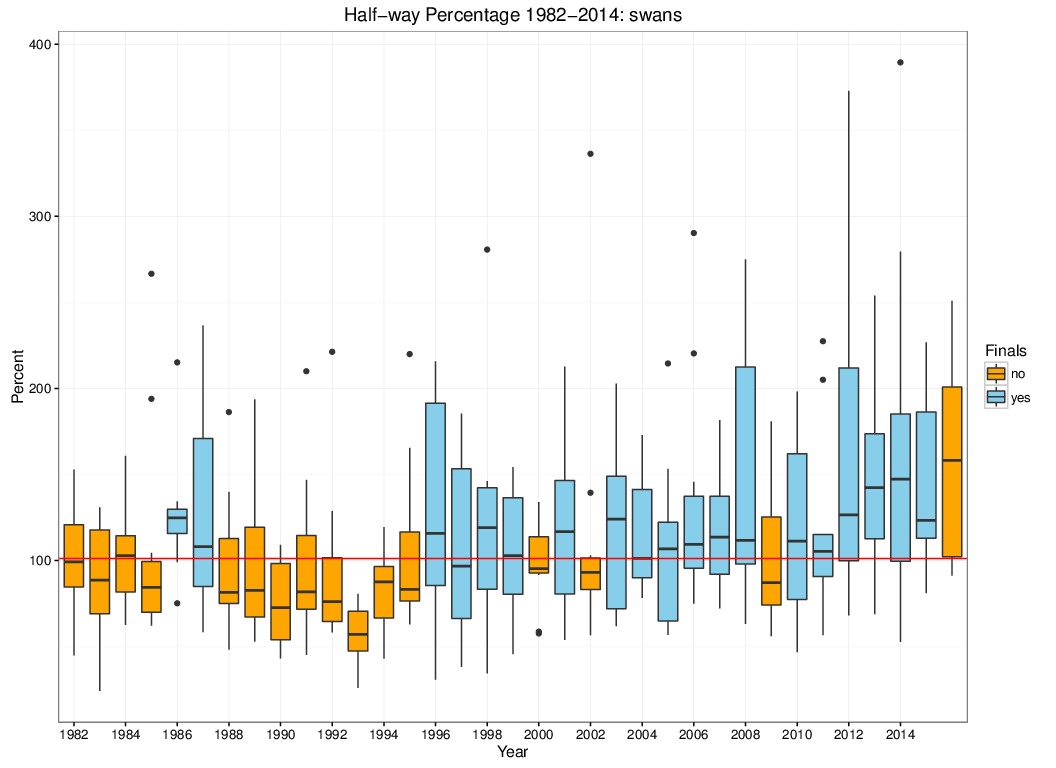 Half−way Percentage 1982−2014: swans
400
300
200
100
Percent
1982 1984 1986 1988 1990 1992 1994 1996 1998 2000 2002 2004 2006 2008 2010 2012 2014
Year
Finals
no
yes